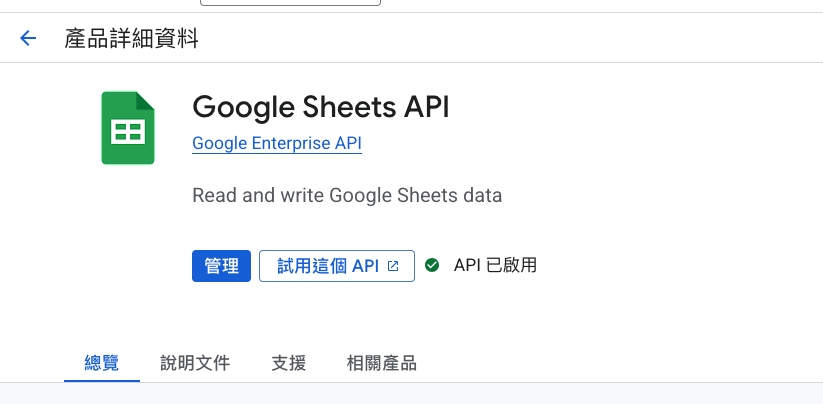 產品詳細資料
Google Sheets API
Google Enterprise API
Read and write Google Sheets data
管理 試用這個 API API 已啟用
總覽 說明文件 支援 相關產品